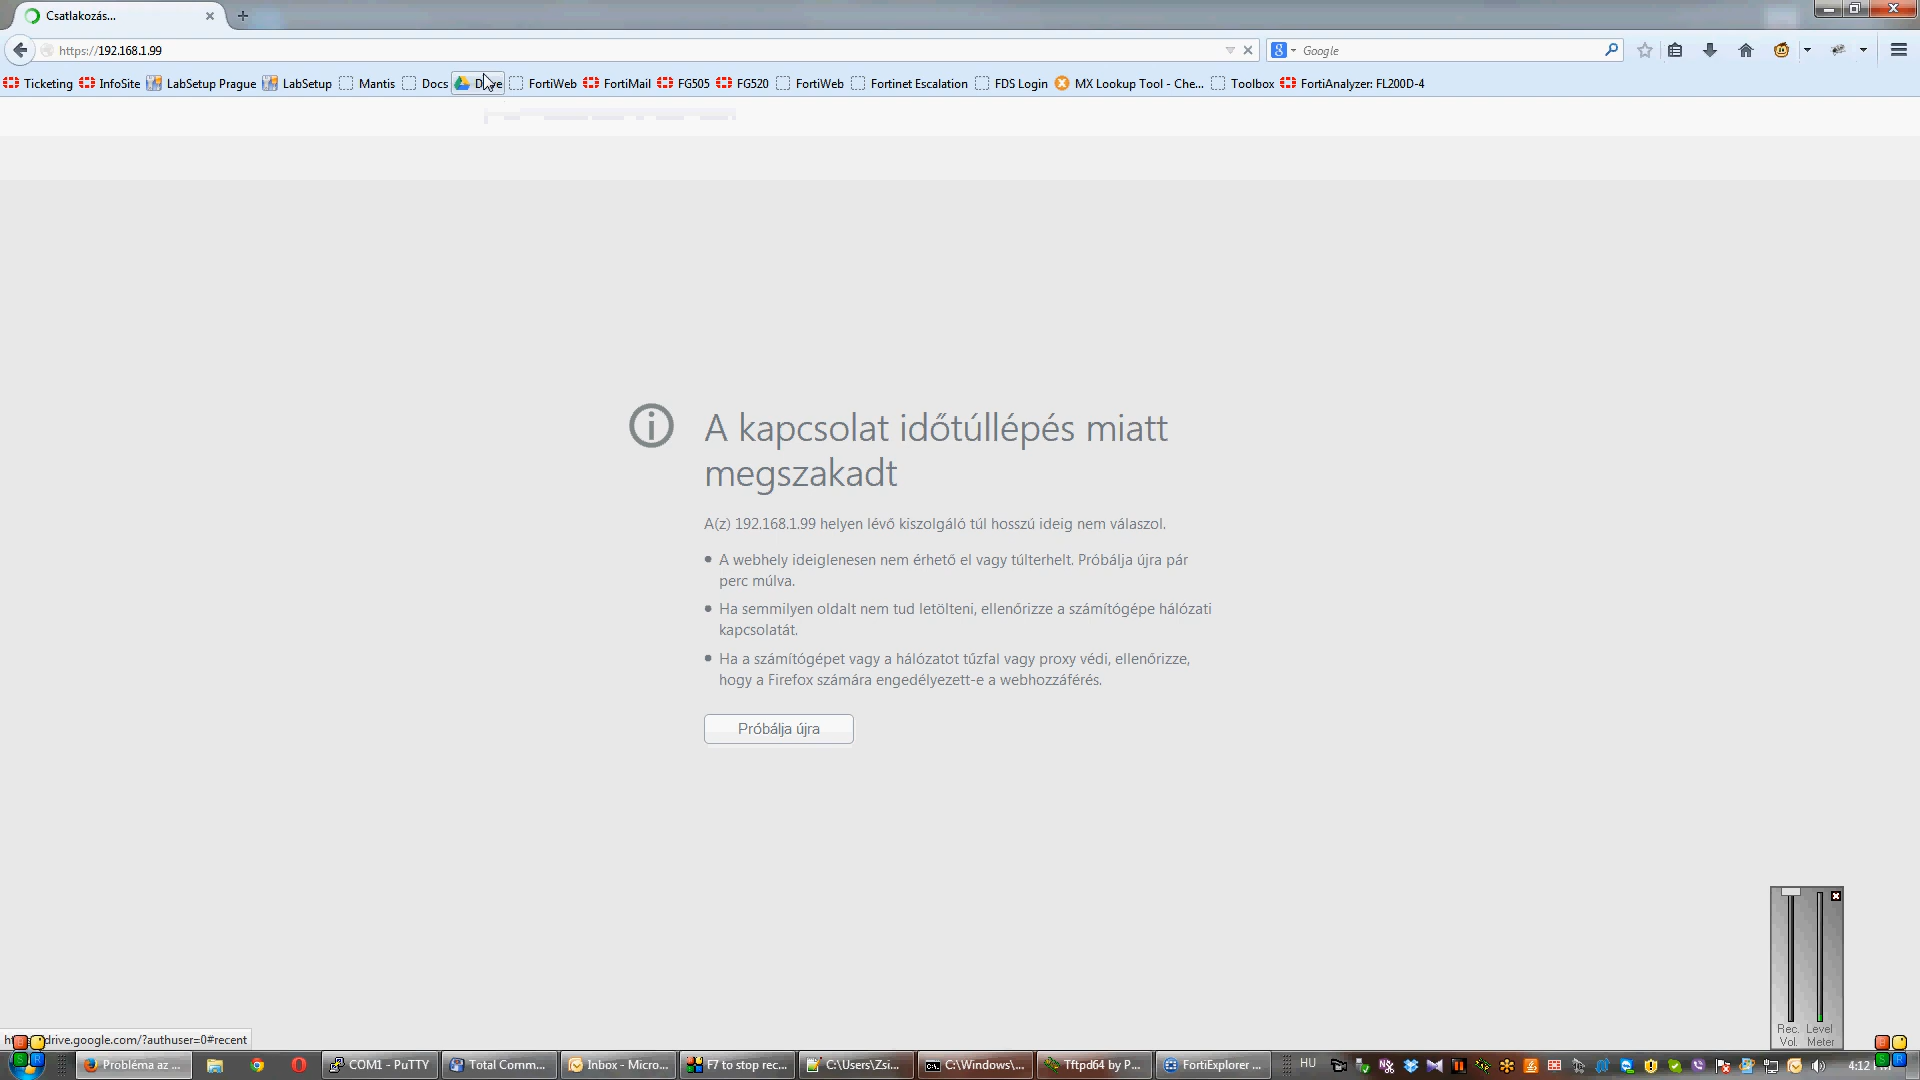 Csatlakozás...
https://192.168.1.99
Google
Ticketing InfoSite LabSetup Prague LabSetup Mantis Docs FortiWeb FortiMail FG505 FG520 FortiWeb Fortinet Escalation FDS Login MX Lookup Tool - Che... Toolbox FortiAnalyzer: FL200D-4
A kapcsolat időtúllépés miatt
megszakadt
A(z) 192.168.1.99 helyen lévő kiszolgáló túl hosszú ideig nem válaszol.
A webhely ideiglenesen nem érhető el vagy túlterhelt. Próbálja újra pár
perc múlva.
Ha semmilyen oldalt nem tud letölteni, ellenőrizze a számítógépe hálózati
kapcsolatát.
Ha a számítógépet vagy a hálózatot tűzfal vagy proxy védi, ellenőrizze,
hogy a Firefox számára engedélyezett-e a webhozzáférés.
Próbálja újra
Rec. Level
Vol. Meter
drive.google.com/?authuser=0#recent
Probléma az ... COM1 - PuTTY Total Comm... Inbox - Micro... F7 to stop rec... C:\Users\Zsi... C:\Windows\... Tftpd64 by P... FortiExplorer ... HU 4:12